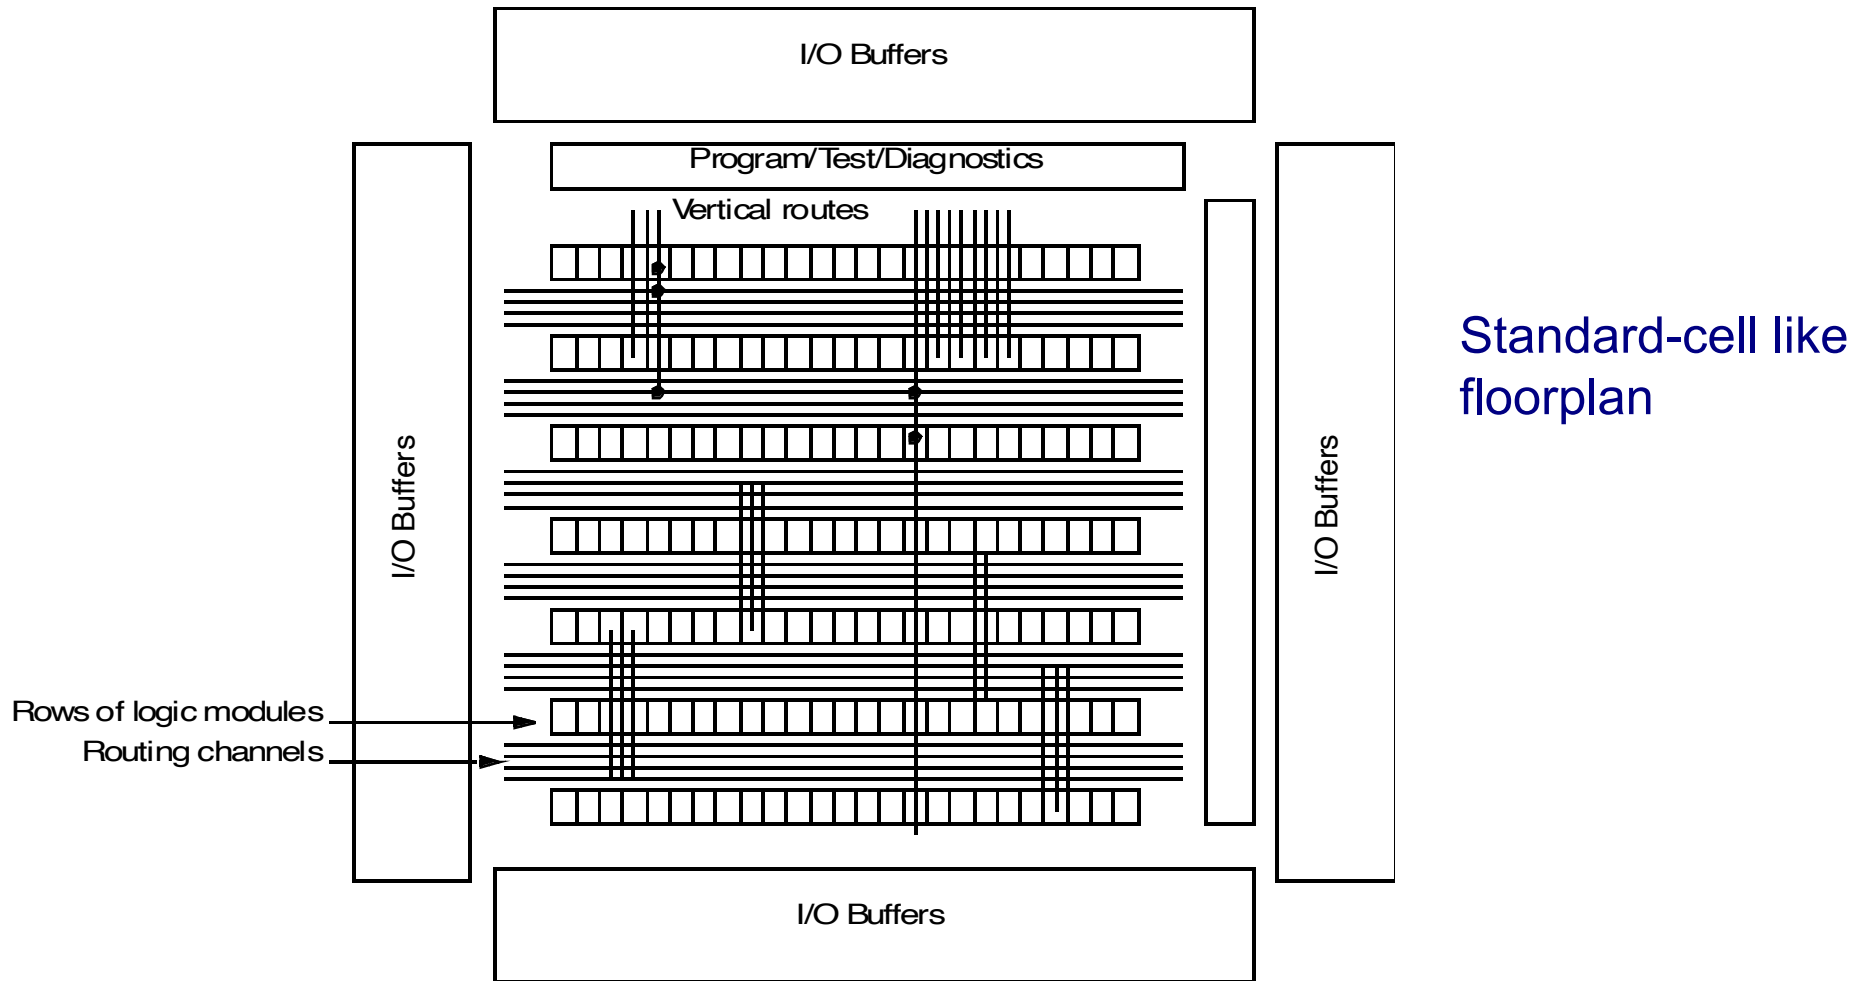 I/O Buffers
Program/Test/Diagnostics
Vertical routes
Standard-cell like
floorplan
I/O Buffers
I/O Buffers
Rows of logic modules
Routing channels
I/O Buffers